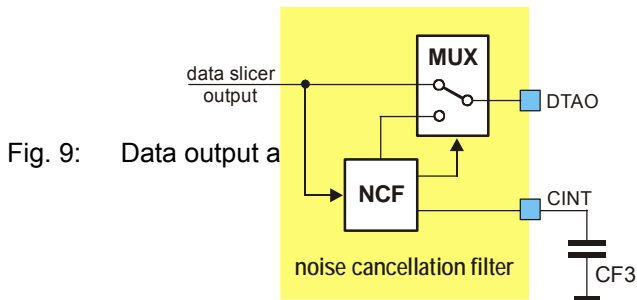 MUX
data slicer
output
DTAO
Fig. 9: Data output a
NCF
CINT
noise cancellation filter
CF3